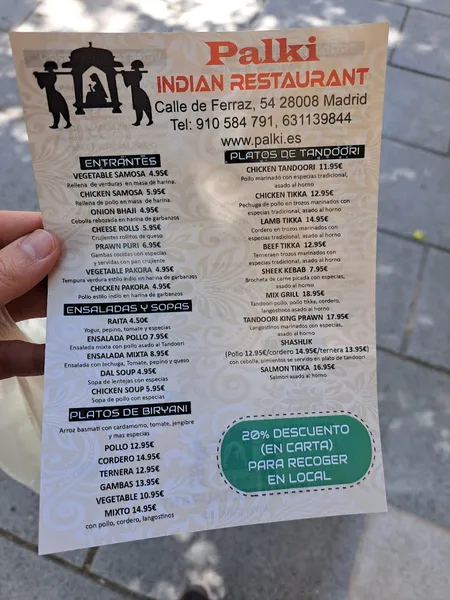 Palki
INDIAN RESTAURANT
Calle de Ferraz, 54 28008 Madrid
Tel: 910 584 791, 631139844
www.palki.es
ENTRANTES
VEGETABLE SAMOSA 4.95€
Rellena de verduras en masa de harina.
CHICKEN SAMOSA 5.95€
Rellena de pollo en masa de harina.
ONION BHAJI 4.95€
Cebolla rebozada en harina de garbanzos
CHEESE ROLLS 5.95€
Crujientes rollitos de queso
PRAWN PURI 6.95€
Gambas cocidas con especias
y servidas con pan crujiente
VEGETABLE PAKORA 4.95€
Tempura verdura estilo indio en harina de garbanzos
CHICKEN PAKORA 4.95€
Pollo estilo indio en harina de garbanzos
ENSALADAS Y SOPAS
RAITA 4.50€
Yogur, pepino, tomate y especias
ENSALADA POLLO 7.95€
Ensalada mixta con pollo asado al Tandoori
ENSALADA MIXTA 8.95€
Ensalada con lechuga, Tomate, pepino y queso
DAL SOUP 4.95€
Sopa de lentejas con especias
CHICKEN SOUP 5.95€
Sopa de pollo con especias
PLATOS DE BIRYANI
Arroz basmati con cardamomo, tomate, jengibre
y mas especias
POLLO 12.95€
CORDERO 14.95€
TERNERA 12.95€
GAMBAS 13.95€
VEGETABLE 10.95€
MIXTO 14.95€
con pollo, cordero, langostinos
PLATOS DE TANDOORI
CHICKEN TANDOORI 11.95€
Pollo marinado con especias tradicional,
asado al horno
CHICKEN TIKKA 12.95€
Pechuga de pollo en trozos marinados con
especias tradicional, asado al horno
LAMB TIKKA 14.95€
Cordero en trozos marinados con
especias tradicional, asado al horno
BEEF TIKKA 12.95€
Terneraen trozos marinados con
especias tradicional, asado al horno
SHEEK KEBAB 7.95€
Brocheta de carne picada con especias,
asado al horno
MIX GRILL 18.95€
Tandoori pollo, pollo tikka, cordero,
langostinos asado al horno
TANDOORI KING PRAWN 17.95€
Langostinos marinados con especias,
asado al horno
SHASHLIK
(Pollo 12.95€/cordero 14.95€/ternera 13.95€)
con cebolla, pimientos se servido en plato de tandoori
SALMON TIKKA 16.95€
Salmon asado al horno
20% DESCUENTO
(EN CARTA)
PARA RECOGER
EN LOCAL